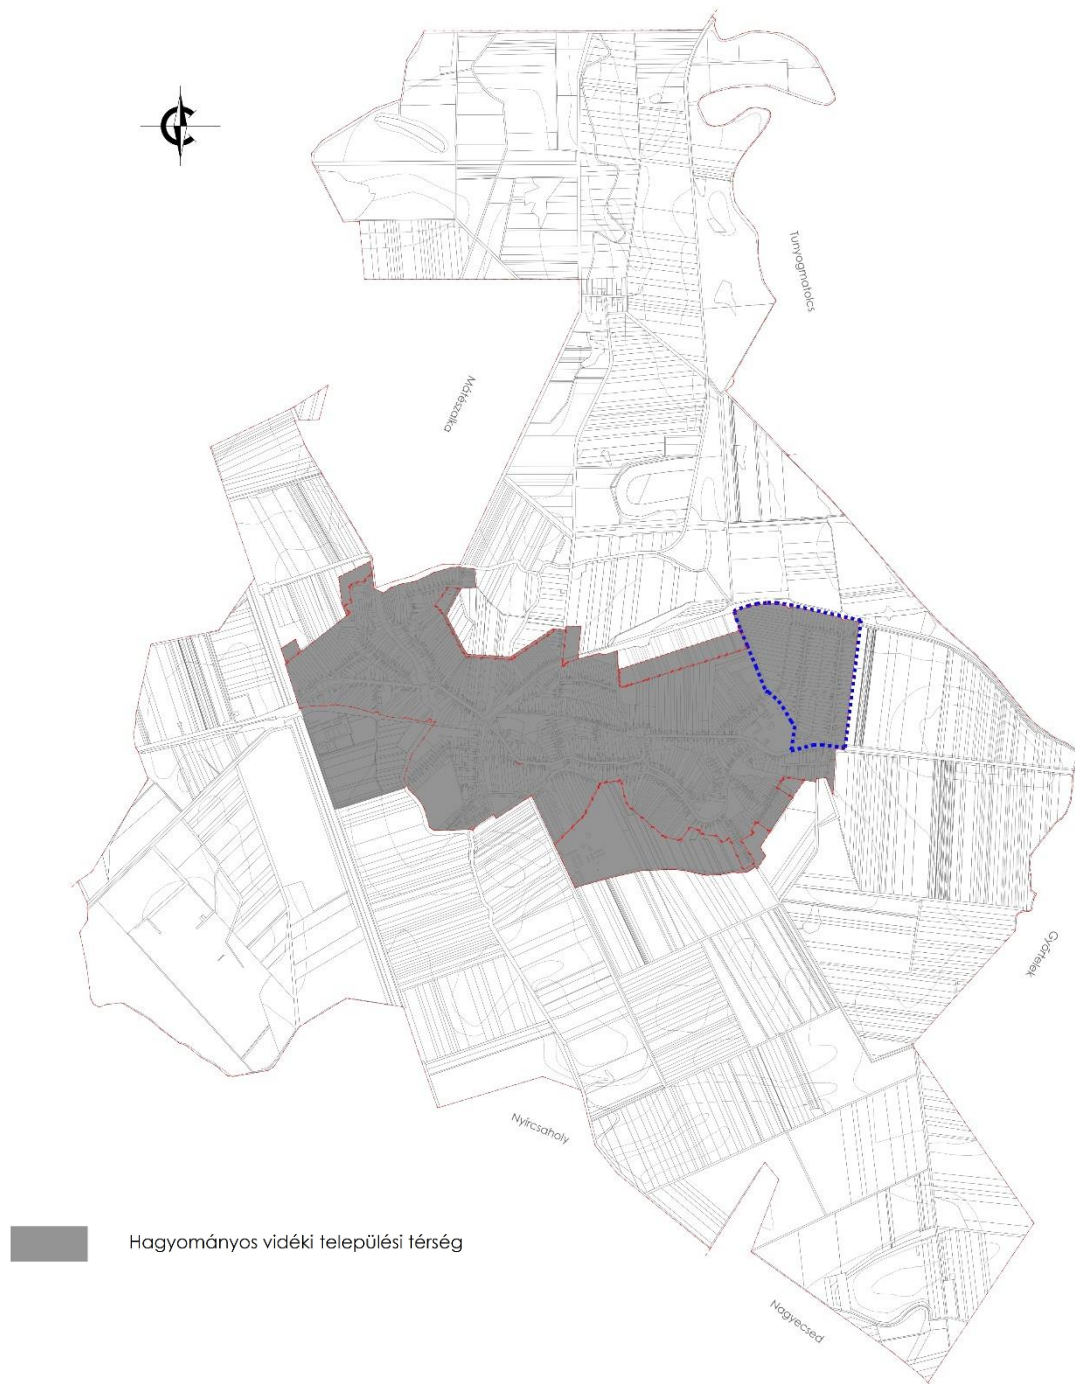 Tunyogmatolcs
Mátészalka
Győrtelek
Nyírcsaholy
Hagyományos vidéki települési térség
Nagyecsed